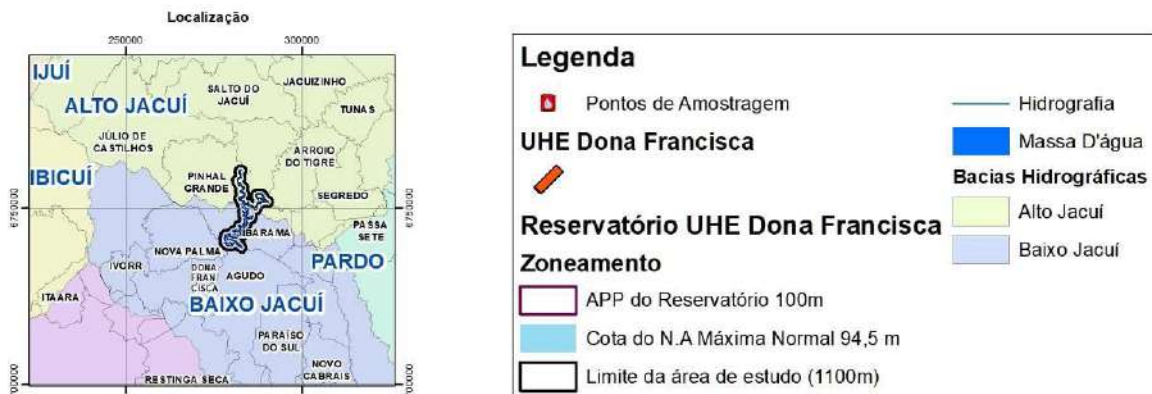 Localização
250000
300000
IJUÍ
ALTO JACUÍ
SALTO DO
JACUÍ
JACUIZINHO
TUNAS
JÚLIO DE
CASTILHOS
ARROIO
DO TIGRE
IBICUÍ
PINHAL
GRANDE
SEGREDO
6750000
6750000
PASSA
SETE
IBARAMA
NOVA PALMA
PARDO
IVORR
DONA
FRAN
CISCA
AGUDO
ITAARA
BAIXO JACUÍ
PARAÍSO
DO SUL
NOVO
CABRAIS
RESTINGA SECA
Legenda
Pontos de Amostragem
UHE Dona Francisca
Reservatório UHE Dona Francisca
Zoneamento
APP do Reservatório 100m
Cota do N.A Máxima Normal 94,5 m
Limite da área de estudo (1100m)
Hidrografia
Massa D'água
Bacias Hidrográficas
Alto Jacuí
Baixo Jacuí